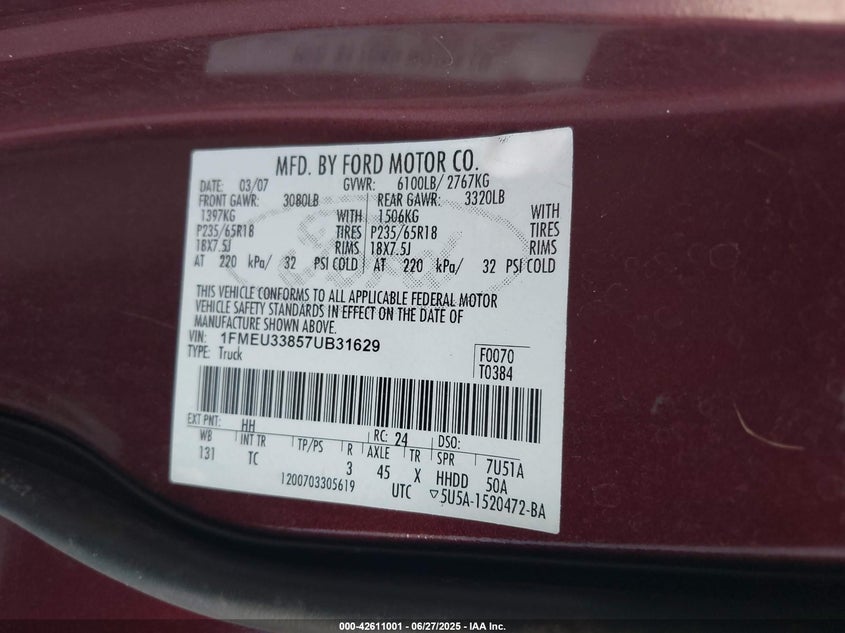 MFD. BY FORD MOTOR CO.
DATE: 03/07 GVWR: 6100LB/ 2767KG
FRONT GAWR: 3080LB REAR GAWR: 3320LB
1397KG WITH 1506KG WITH
P235/65R18 TIRES P235/65R18 TIRES
18X7.5J RIMS 18X7.5J RIMS
AT 220 kPa/ 32 PSI COLD AT 220 kPa/ 32 PSI COLD
THIS VEHICLE CONFORMS TO ALL APPLICABLE FEDERAL MOTOR
VEHICLE SAFETY STANDARDS IN EFFECT ON THE DATE OF
MANUFACTURE SHOWN ABOVE.
VIN: 1FMEU33857UB31629 F0070
TYPE: Truck T0384
EXT PNT: HH RC: 24 DSO:
WB INT TR TP/PS R AXLE TR SPR 7U51A
131 TC 3 45 X HHDD 50A
1200703305619 UTC ▽5U5A-1520472-BA
000-42611001 | 06/27/2025 | IAA Inc.